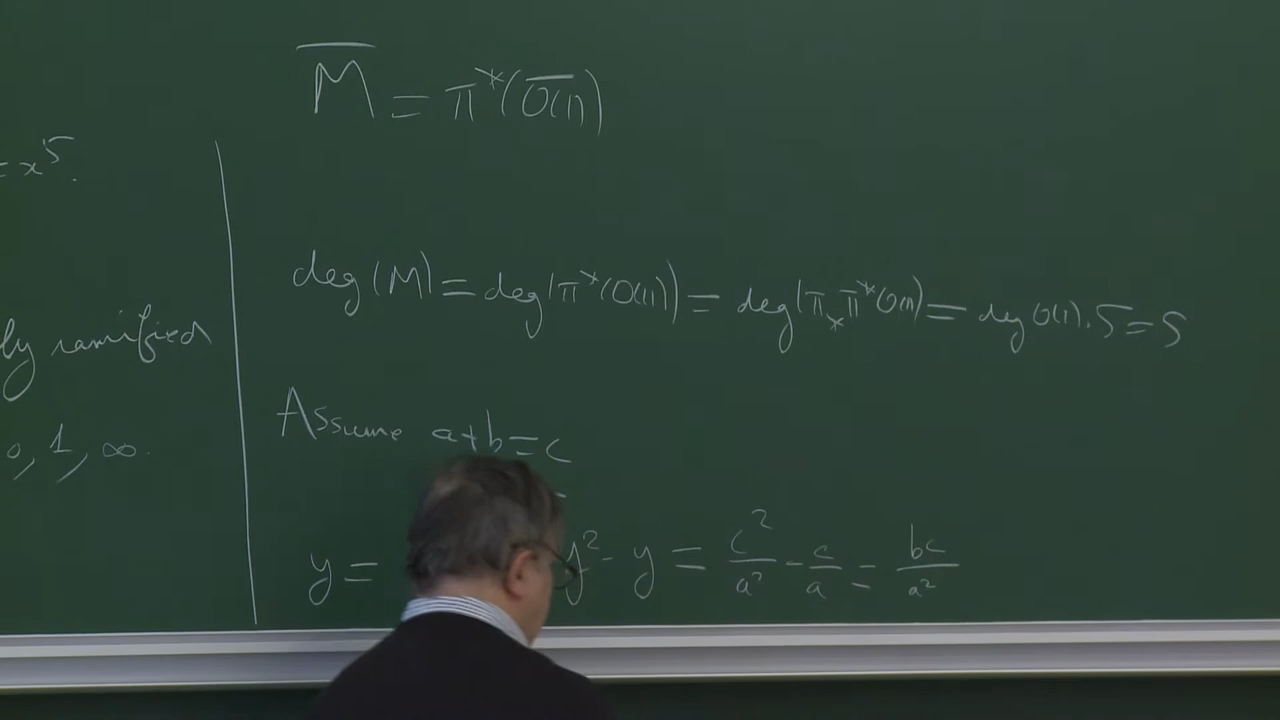 = x⁵.
ly ramified
0, 1, ∞.
M̅ = π*(O̅(̅1̅)̅)
deg(M) = deg(π*(O(1)) = deg(π_* π* O(1)) = deg O(1).5 = 5
Assume a+b=c
y = y² - y = c²/a² - c/a = bc/a²